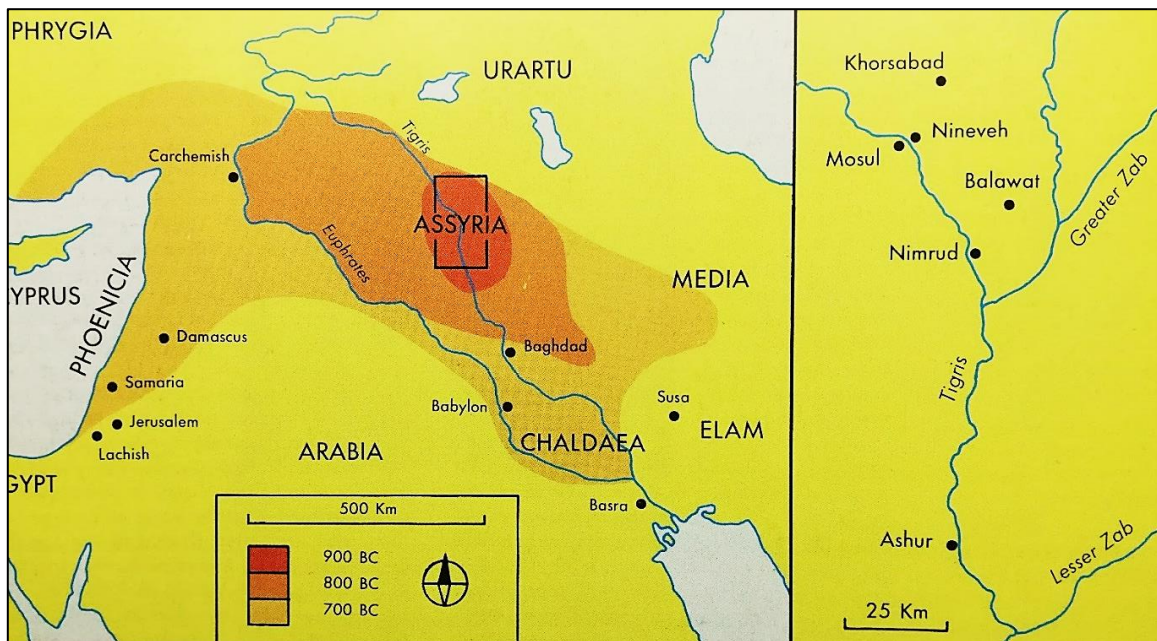 PHRYGIA
URARTU
Tigris
Carchemish
ASSYRIA
Euphrates
MEDIA
YPRUS
PHOENICIA
Damascus
Baghdad
Samaria
Babylon
Susa
Jerusalem
CHALDAEA
ELAM
Lachish
ARABIA
GYPT
Basra
500 Km
900 BC
800 BC
700 BC
Khorsabad
Nineveh
Mosul
Balawat
Greater Zab
Nimrud
Tigris
Ashur
Lesser Zab
25 Km